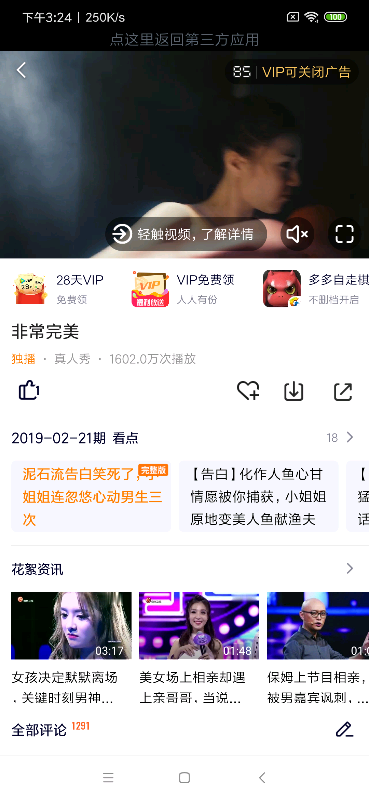 下午3:24 | 250K/s
100
点这里返回第三方应用
85 | VIP可关闭广告
轻触视频，了解详情
28天VIP
免费领
VIP
福利放送
VIP免费领
人人有份
多多自走棋
不删档开启
非常完美
独播 · 真人秀 · 1602.0万次播放
1
2019-02-21期 看点
18
泥石流告白笑死了，小
完整版
姐姐连忽悠心动男生三
次
【告白】化作人鱼心甘
情愿被你捕获，小姐姐
原地变美人鱼献渔夫
【
猛
话
花絮资讯
03:17
01:48
女孩决定默默离场
，关键时刻男神...
美女场上相亲却遇
上亲哥哥，当说...
保姆上节目相亲，
被男嘉宾讽刺，...
全部评论 1291